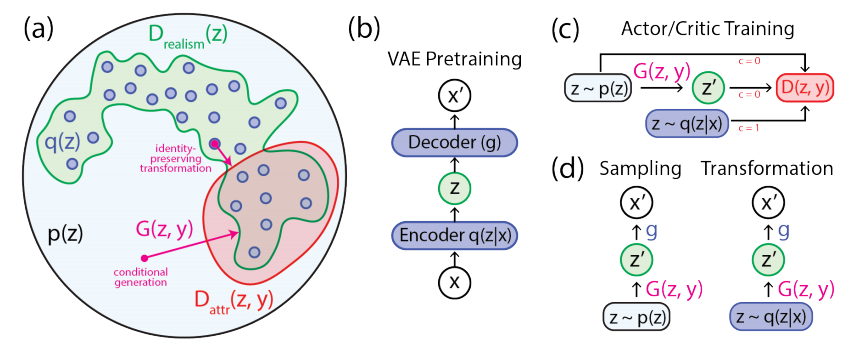 (a)
D_realism(z)
q(z)
identity-
preserving
transformation
p(z)
G(z, y)
conditional
generation
D_attr(z, y)
(b)
VAE Pretraining
x′
Decoder (g)
z
Encoder q(z|x)
x
(c)
Actor/Critic Training
c = 0
G(z, y)
z ~ p(z)
z′
c = 0
D(z, y)
z ~ q(z|x)
c = 1
(d)
Sampling
x′
g
z′
G(z, y)
z ~ p(z)
Transformation
x′
g
z′
G(z, y)
z ~ q(z|x)